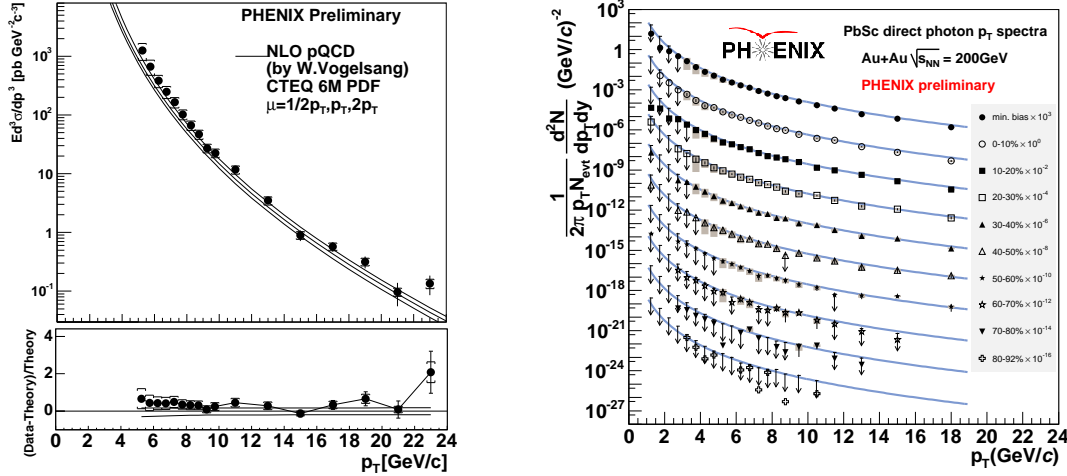 PHENIX Preliminary
NLO pQCD
(by W.Vogelsang)
CTEQ 6M PDF
μ=1/2p_T,p_T,2p_T
Ed³σ/dp³ [pb GeV⁻²c⁻³]
10³
10²
10
1
10⁻¹
(Data-Theory)/Theory
4
2
0
0 2 4 6 8 10 12 14 16 18 20 22 24
p_T[GeV/c]
PHENIX
PbSc direct photon p_T spectra
Au+Au √s_NN = 200GeV
PHENIX preliminary
1/(2π p_T N_evt) d²N/(dp_T dy) (GeV/c)⁻²
10³
1
10⁻³
10⁻⁶
10⁻⁹
10⁻¹²
10⁻¹⁵
10⁻¹⁸
10⁻²¹
10⁻²⁴
10⁻²⁷
min. bias×10³
0-10%×10⁰
10-20%×10⁻²
20-30%×10⁻⁴
30-40%×10⁻⁶
40-50%×10⁻⁸
50-60%×10⁻¹⁰
60-70%×10⁻¹²
70-80%×10⁻¹⁴
80-92%×10⁻¹⁶
0 2 4 6 8 10 12 14 16 18 20 22 24
p_T(GeV/c)